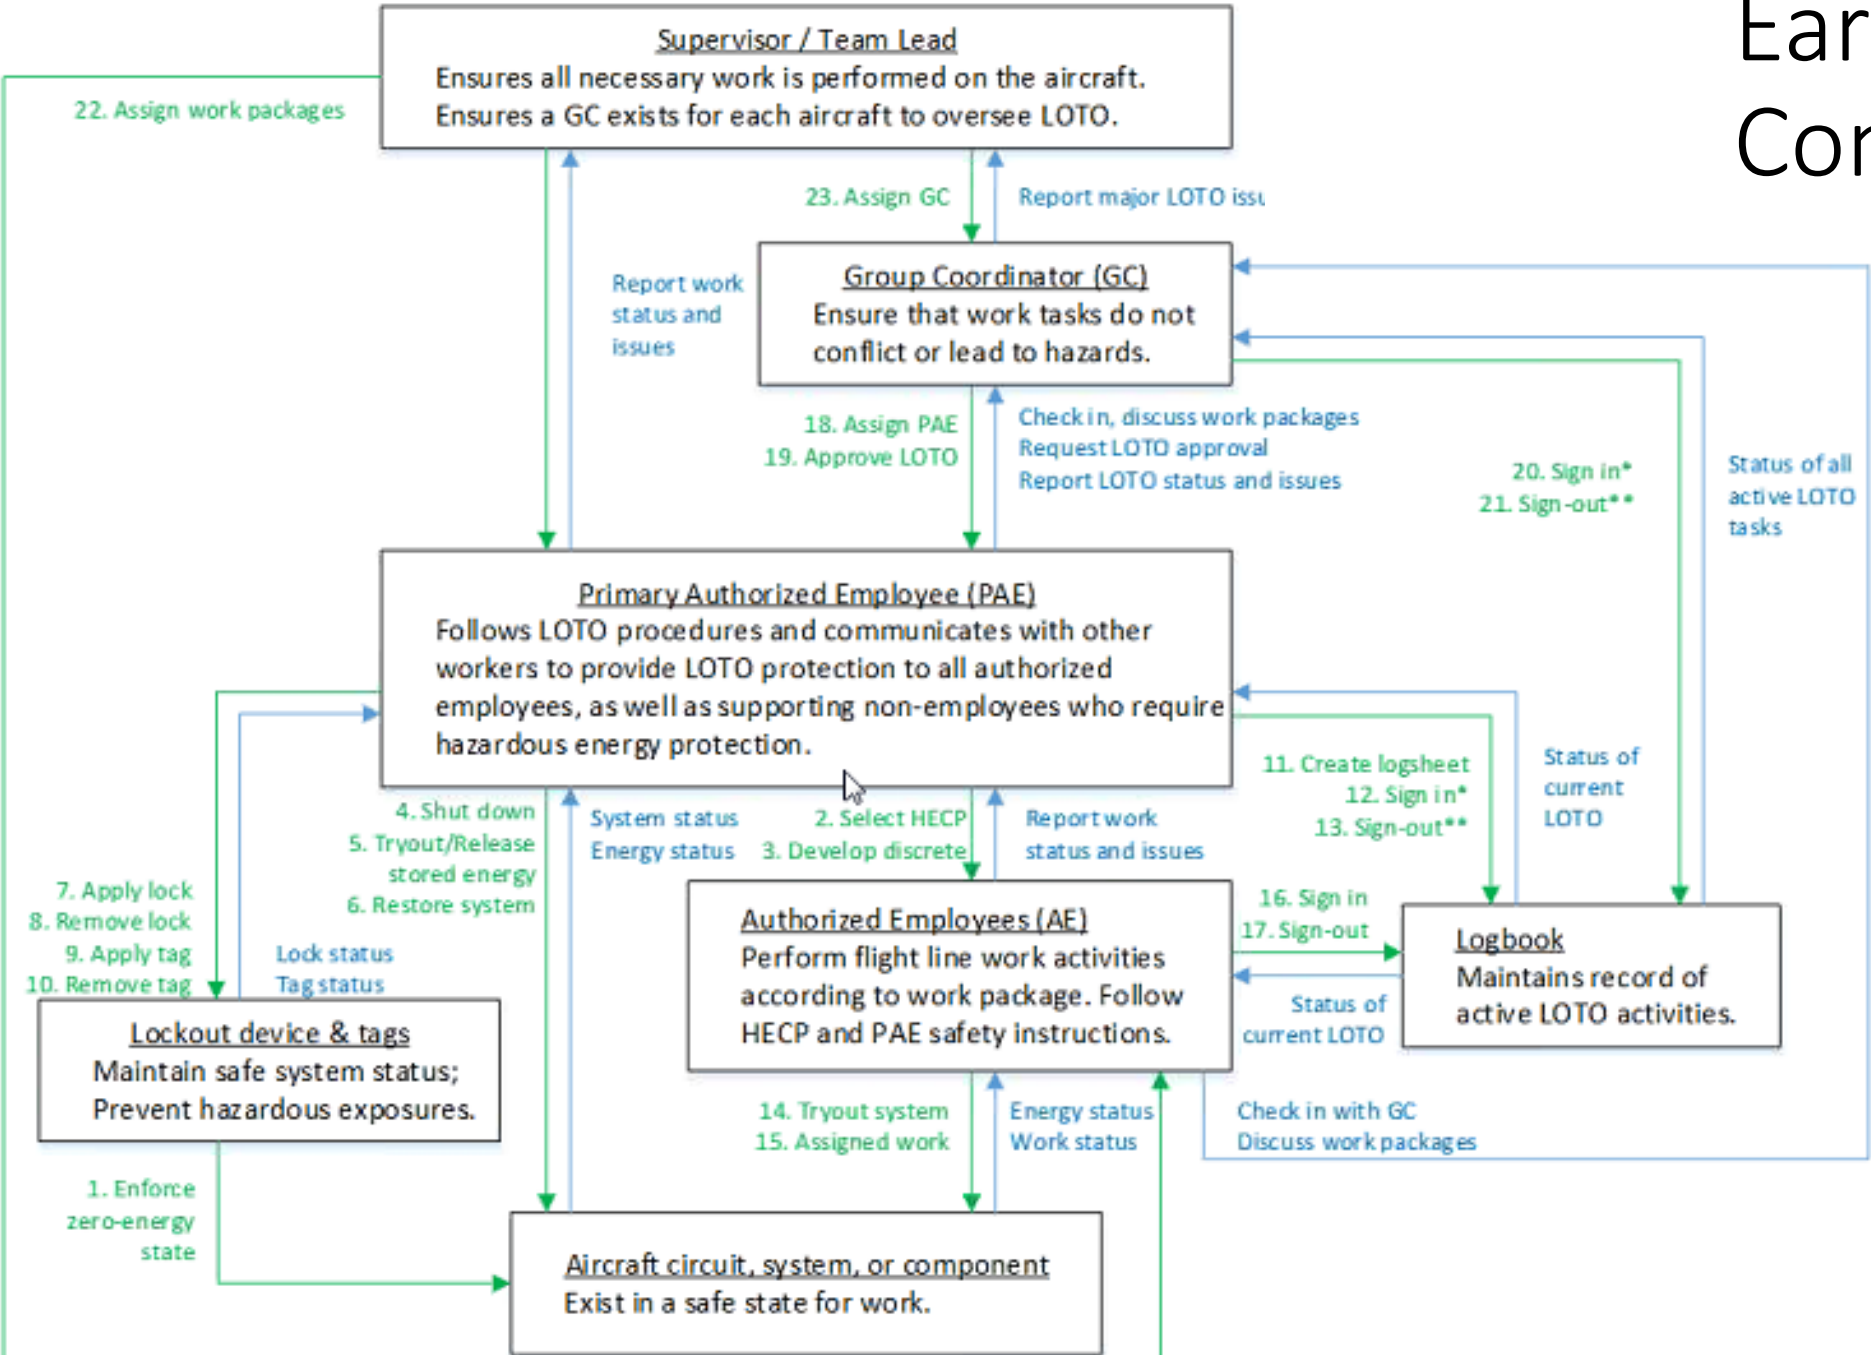 Ear
Cor
Supervisor / Team Lead
Ensures all necessary work is performed on the aircraft.
Ensures a GC exists for each aircraft to oversee LOTO.
22. Assign work packages
23. Assign GC
Report major LOTO issu
Report work
status and
issues
Group Coordinator (GC)
Ensure that work tasks do not
conflict or lead to hazards.
18. Assign PAE
19. Approve LOTO
Check in, discuss work packages
Request LOTO approval
Report LOTO status and issues
20. Sign in*
21. Sign-out**
Status of all
active LOTO
tasks
Primary Authorized Employee (PAE)
Follows LOTO procedures and communicates with other
workers to provide LOTO protection to all authorized
employees, as well as supporting non-employees who require
hazardous energy protection.
4. Shut down
5. Tryout/Release
stored energy
6. Restore system
System status
Energy status
2. Select HECP
3. Develop discrete
Report work
status and issues
11. Create logsheet
12. Sign in*
13. Sign-out**
Status of
current
LOTO
7. Apply lock
8. Remove lock
9. Apply tag
10. Remove tag
Lock status
Tag status
Authorized Employees (AE)
Perform flight line work activities
according to work package. Follow
HECP and PAE safety instructions.
16. Sign in
17. Sign-out
Status of
current LOTO
Logbook
Maintains record of
active LOTO activities.
Lockout device & tags
Maintain safe system status;
Prevent hazardous exposures.
14. Tryout system
15. Assigned work
Energy status
Work status
Check in with GC
Discuss work packages
1. Enforce
zero-energy
state
Aircraft circuit, system, or component
Exist in a safe state for work.